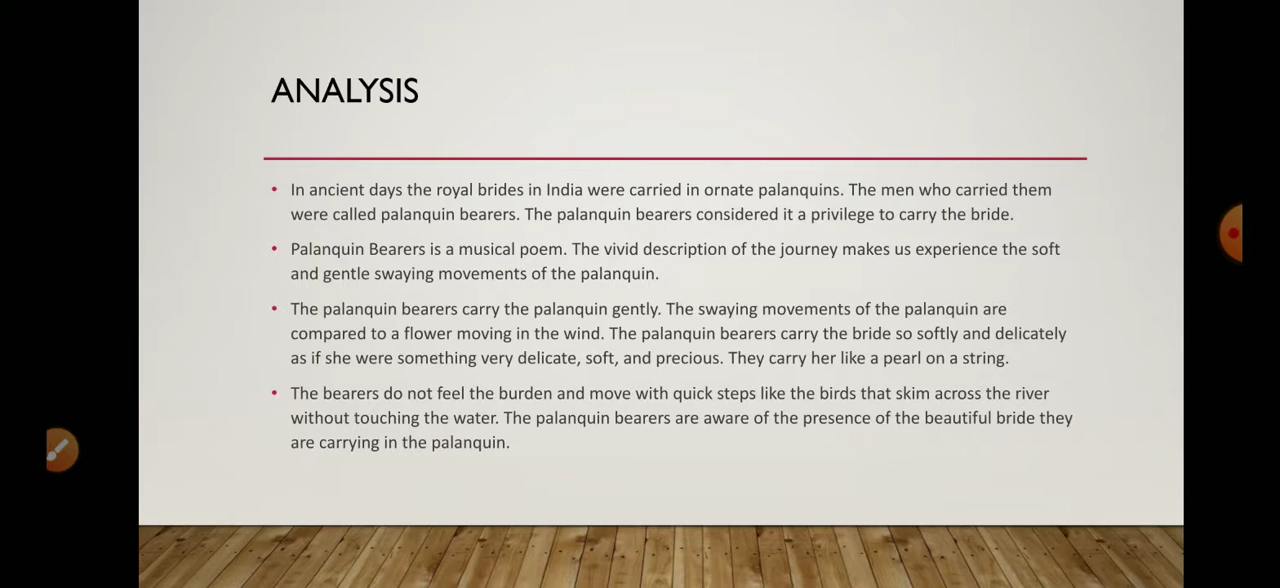 ANALYSIS
• In ancient days the royal brides in India were carried in ornate palanquins. The men who carried them
were called palanquin bearers. The palanquin bearers considered it a privilege to carry the bride.
• Palanquin Bearers is a musical poem. The vivid description of the journey makes us experience the soft
and gentle swaying movements of the palanquin.
• The palanquin bearers carry the palanquin gently. The swaying movements of the palanquin are
compared to a flower moving in the wind. The palanquin bearers carry the bride so softly and delicately
as if she were something very delicate, soft, and precious. They carry her like a pearl on a string.
• The bearers do not feel the burden and move with quick steps like the birds that skim across the river
without touching the water. The palanquin bearers are aware of the presence of the beautiful bride they
are carrying in the palanquin.